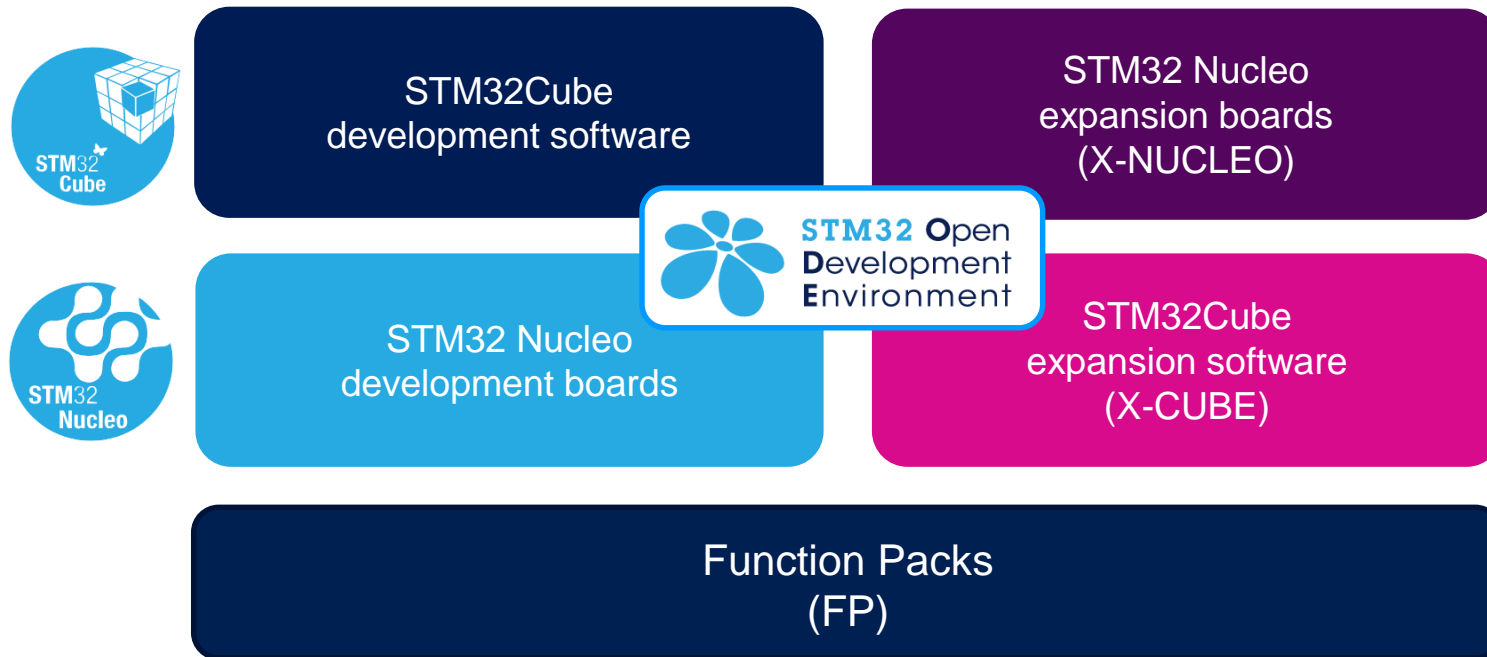 STM32
Cube
STM32Cube
development software
STM32 Nucleo
expansion boards
(X-NUCLEO)
STM32 Open
Development
Environment
STM32
Nucleo
STM32 Nucleo
development boards
STM32Cube
expansion software
(X-CUBE)
Function Packs
(FP)